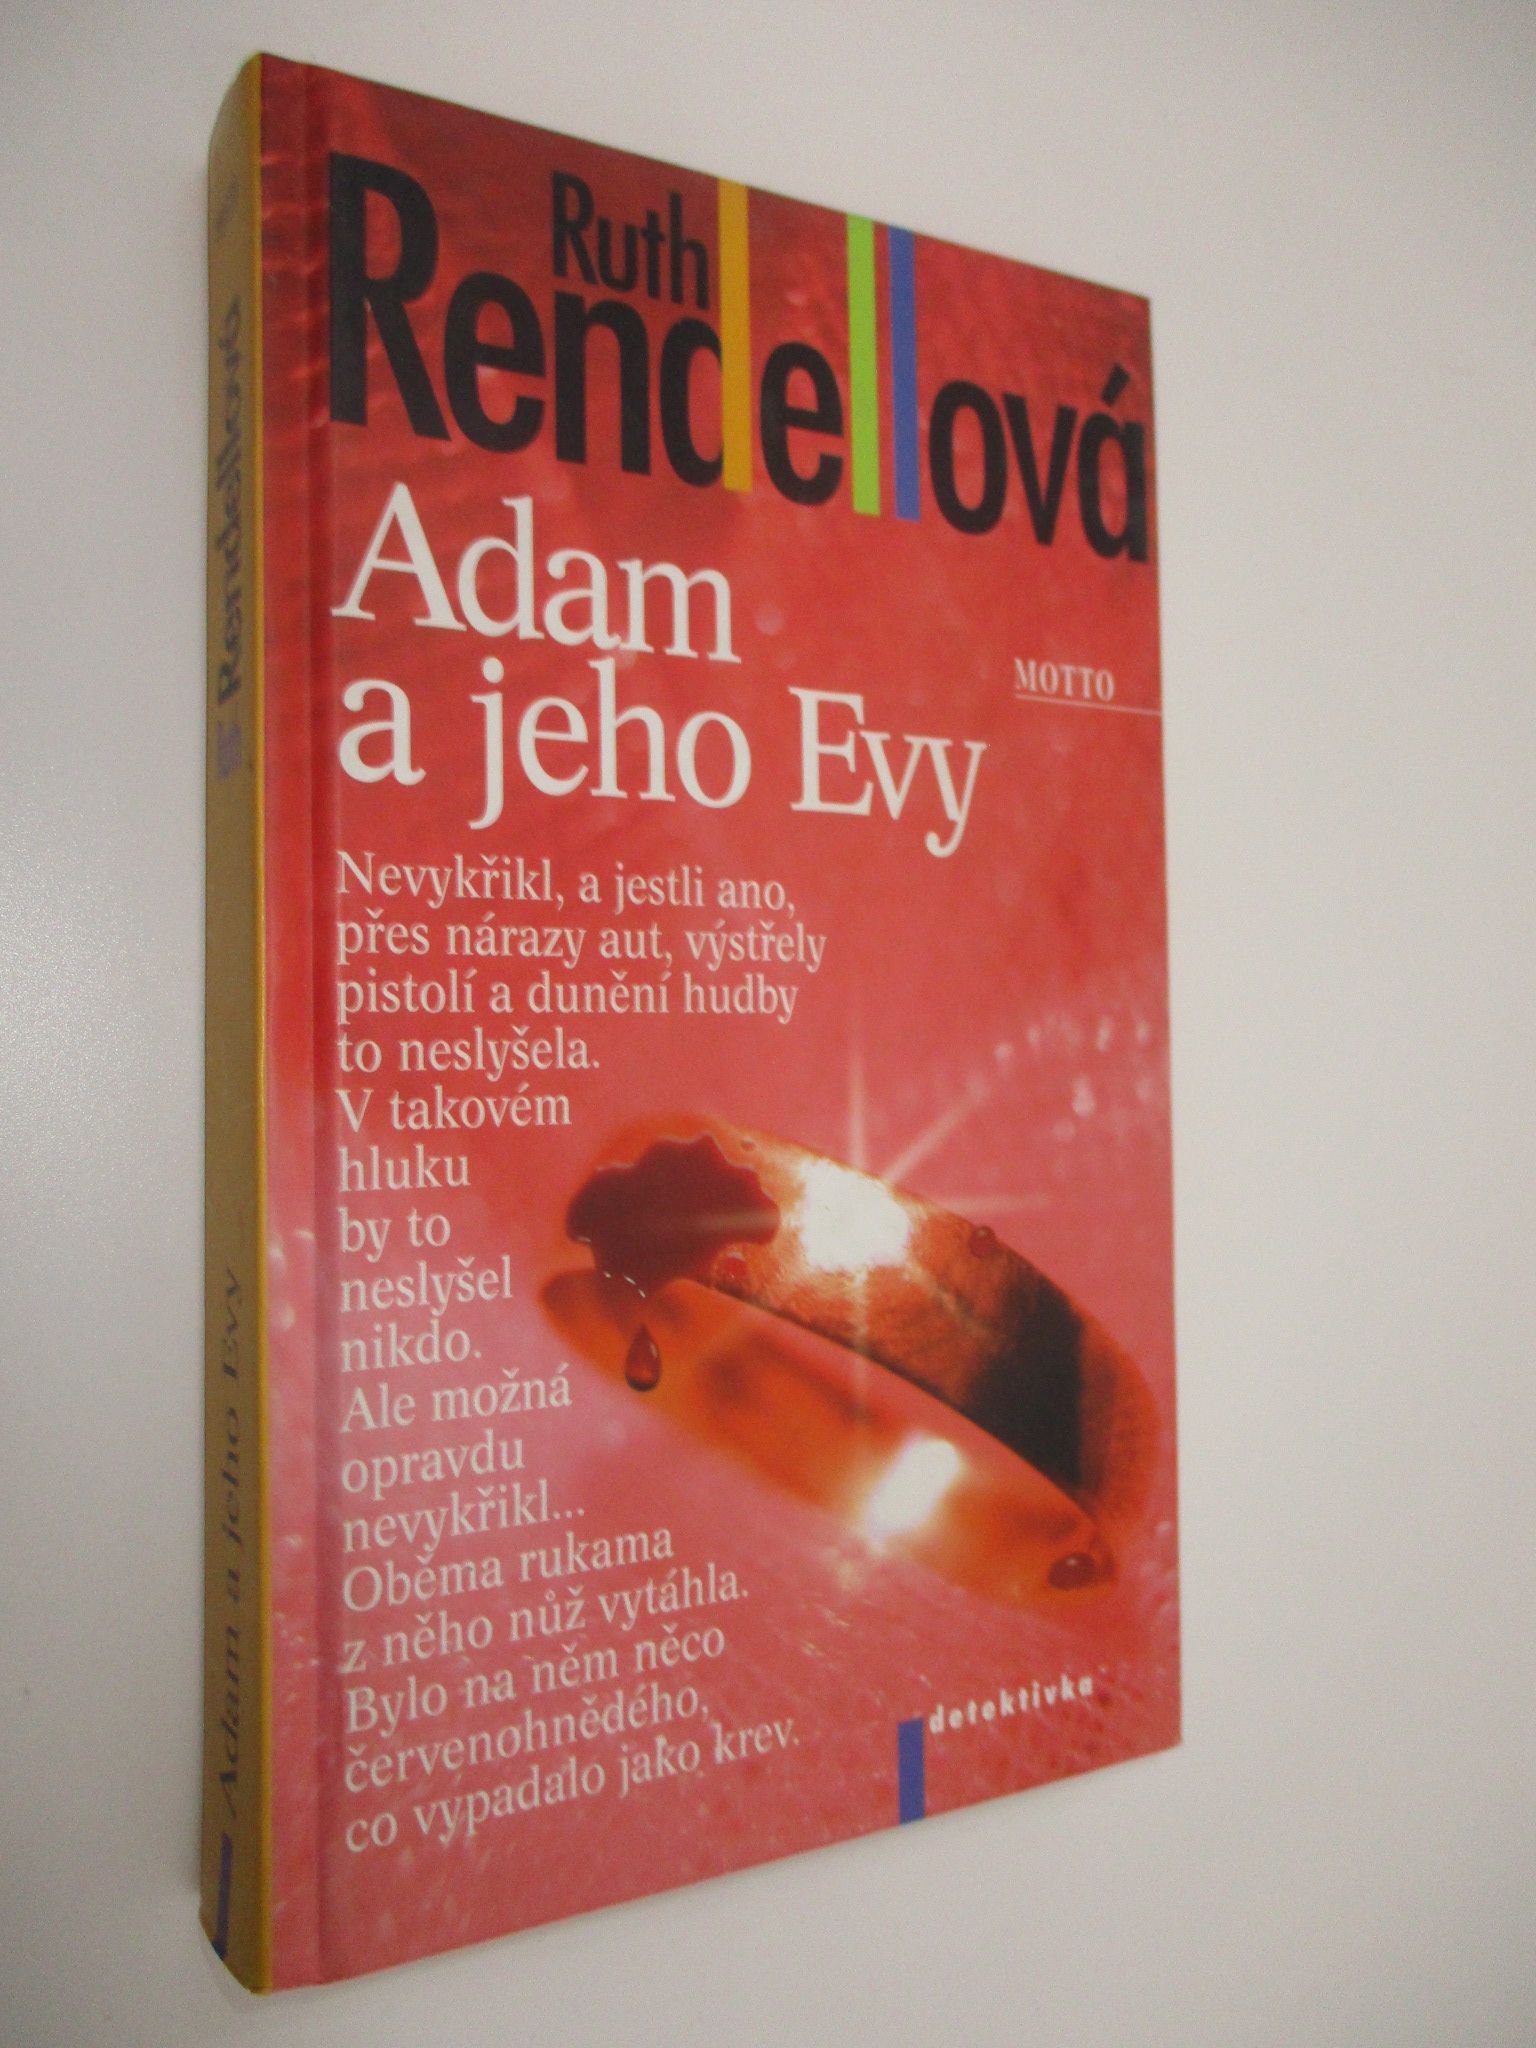 Ruth
Rendellová
Adam
a jeho Evy
MOTTO
Nevykřikl, a jestli ano,
přes nárazy aut, výstřely
pistolí a dunění hudby
to neslyšela.
V takovém
hluku
by to
neslyšel
nikdo.
Ale možná
opravdu
nevykřikl...
Oběma rukama
z něho nůž vytáhla.
Bylo na něm něco
červenohnědého,
co vypadalo jako krev.
detektivka
Rendellová
Adam a jeho Evy